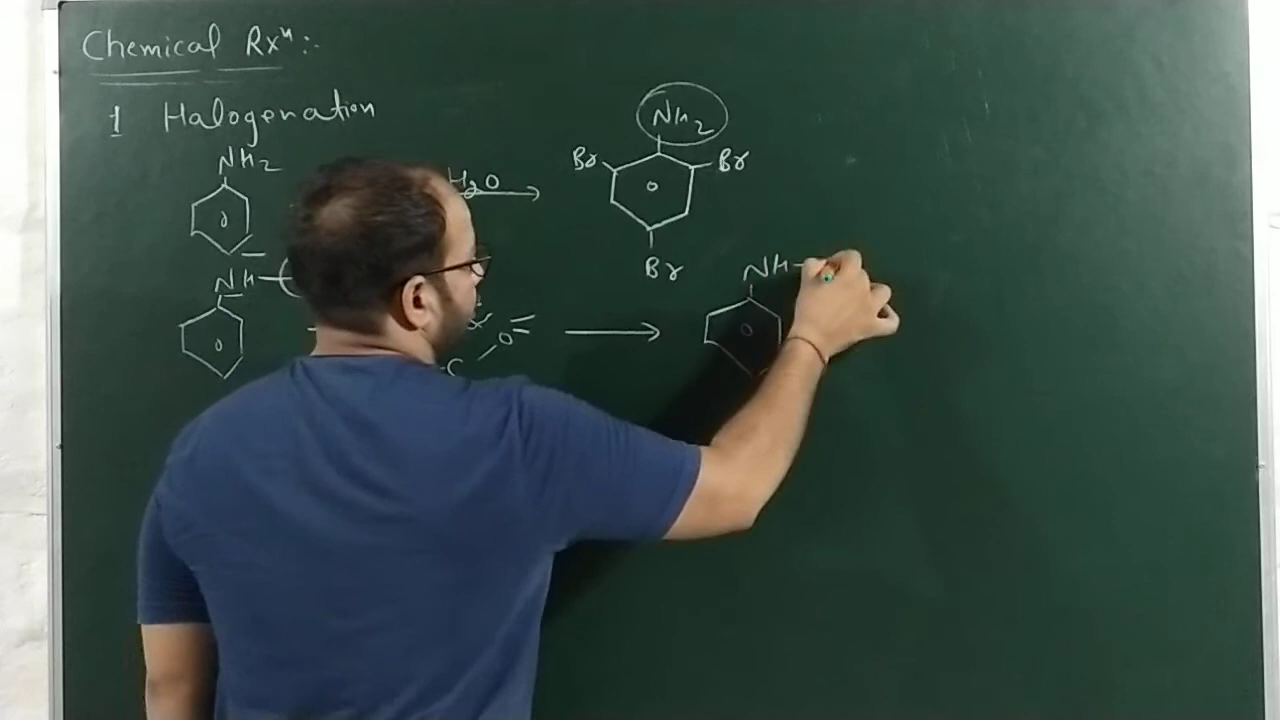 Chemical Rxⁿ :-
1 Halogenation
NH2
H2O
NH2
Br
Br
Br
NH
C
O
NH